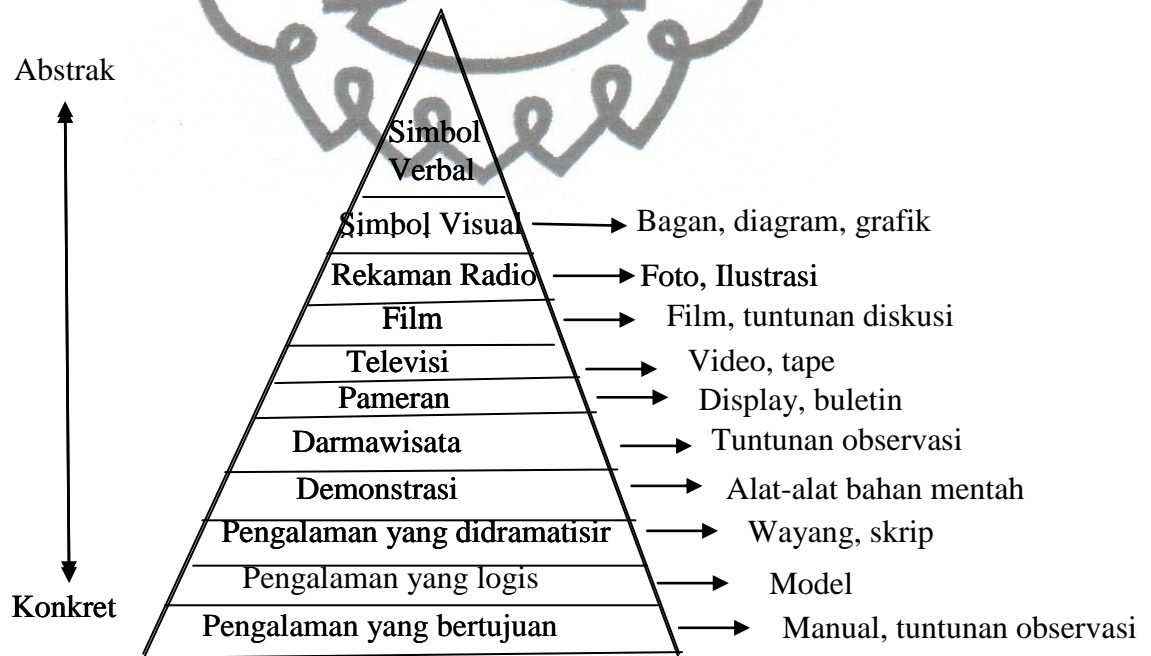 Abstrak
Simbol
Verbal
Simbol Visual
Bagan, diagram, grafik
Rekaman Radio
Foto, Ilustrasi
Film
Film, tuntunan diskusi
Televisi
Video, tape
Pameran
Display, buletin
Darmawisata
Tuntunan observasi
Demonstrasi
Alat-alat bahan mentah
Pengalaman yang didramatisir
Wayang, skrip
Pengalaman yang logis
Model
Konkret
Pengalaman yang bertujuan
Manual, tuntunan observasi